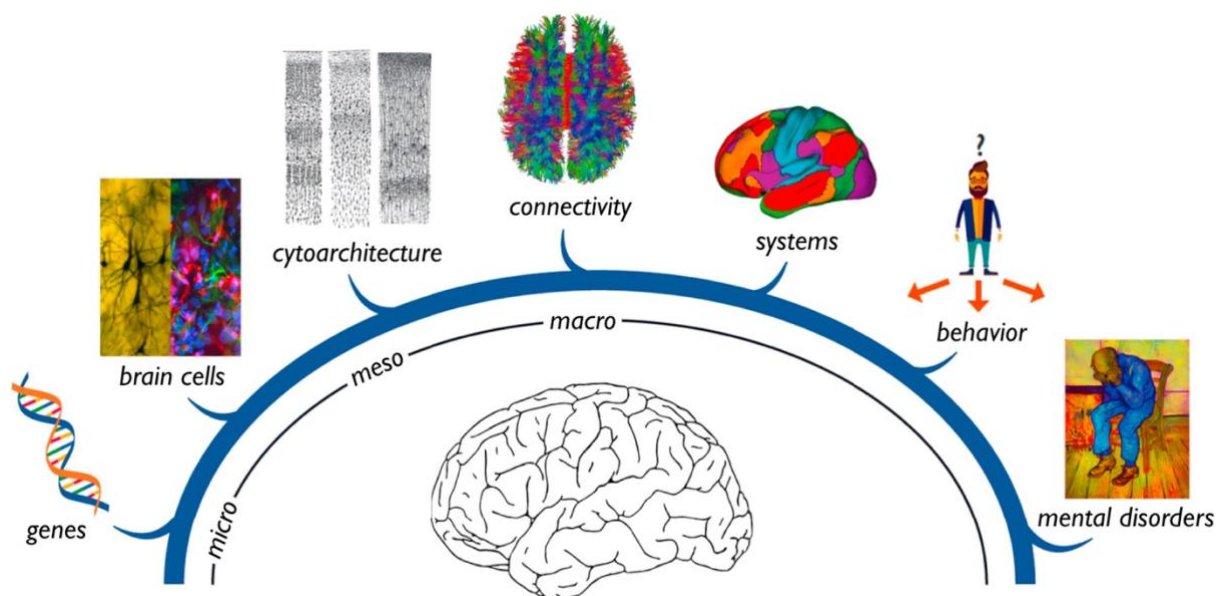 genes
brain cells
cytoarchitecture
connectivity
systems
?
behavior
mental disorders
micro
meso
macro